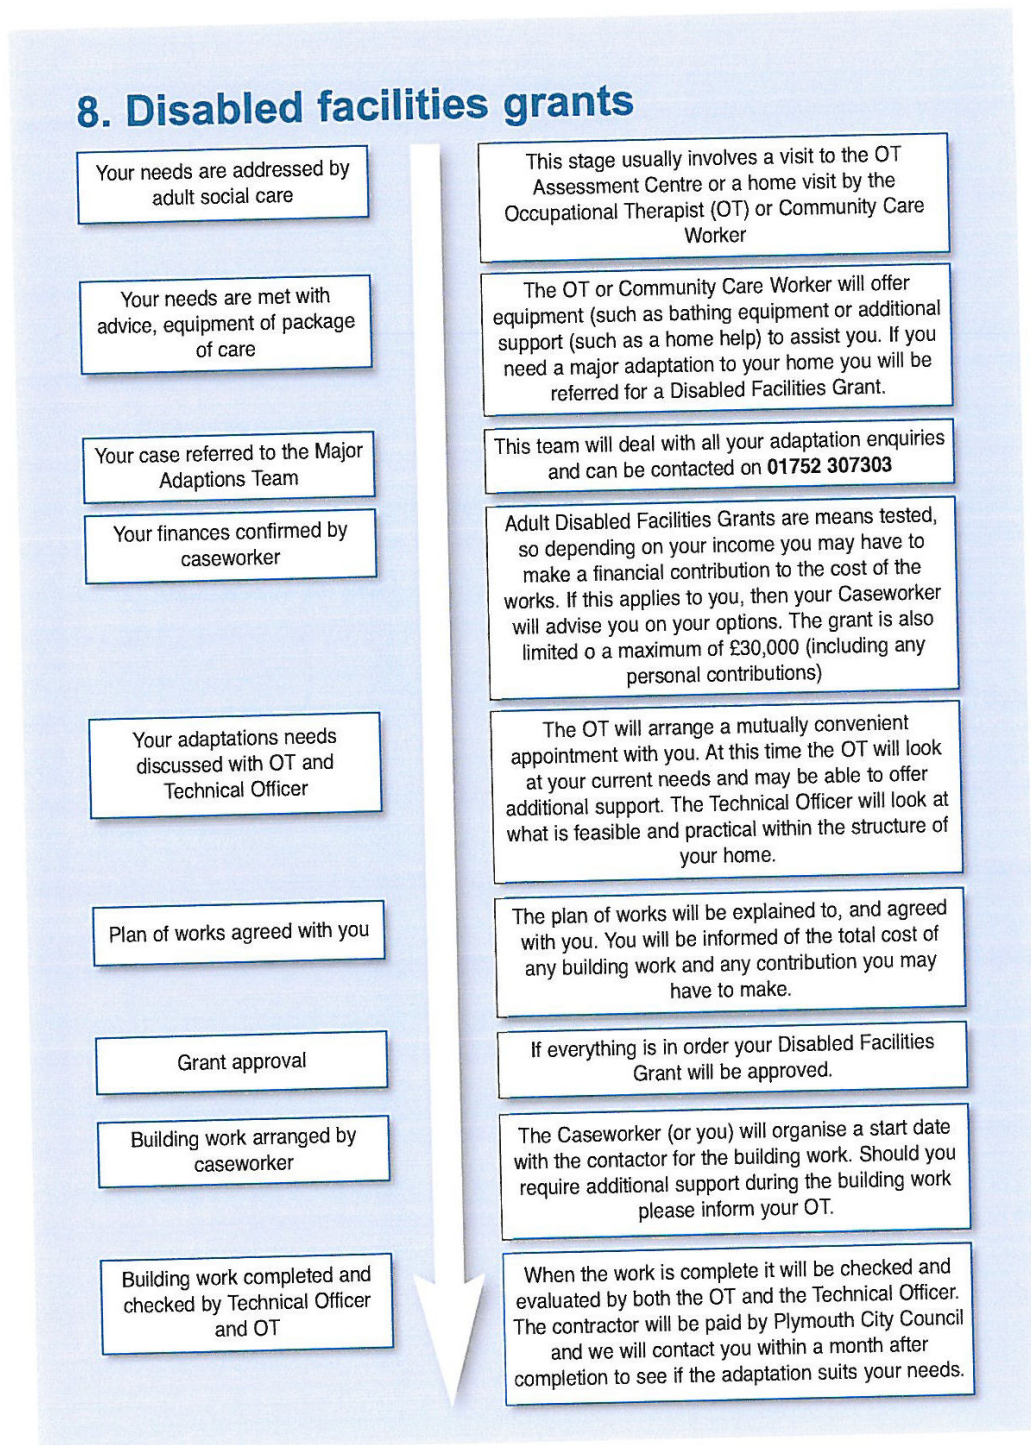 8. Disabled facilities grants
Your needs are addressed by
adult social care
This stage usually involves a visit to the OT
Assessment Centre or a home visit by the
Occupational Therapist (OT) or Community Care
Worker
Your needs are met with
advice, equipment of package
of care
The OT or Community Care Worker will offer
equipment (such as bathing equipment or additional
support (such as a home help) to assist you. If you
need a major adaptation to your home you will be
referred for a Disabled Facilities Grant.
Your case referred to the Major
Adaptions Team
This team will deal with all your adaptation enquiries
and can be contacted on 01752 307303
Your finances confirmed by
caseworker
Adult Disabled Facilities Grants are means tested,
so depending on your income you may have to
make a financial contribution to the cost of the
works. If this applies to you, then your Caseworker
will advise you on your options. The grant is also
limited o a maximum of £30,000 (including any
personal contributions)
Your adaptations needs
discussed with OT and
Technical Officer
The OT will arrange a mutually convenient
appointment with you. At this time the OT will look
at your current needs and may be able to offer
additional support. The Technical Officer will look at
what is feasible and practical within the structure of
your home.
Plan of works agreed with you
The plan of works will be explained to, and agreed
with you. You will be informed of the total cost of
any building work and any contribution you may
have to make.
Grant approval
If everything is in order your Disabled Facilities
Grant will be approved.
Building work arranged by
caseworker
The Caseworker (or you) will organise a start date
with the contactor for the building work. Should you
require additional support during the building work
please inform your OT.
Building work completed and
checked by Technical Officer
and OT
When the work is complete it will be checked and
evaluated by both the OT and the Technical Officer.
The contractor will be paid by Plymouth City Council
and we will contact you within a month after
completion to see if the adaptation suits your needs.